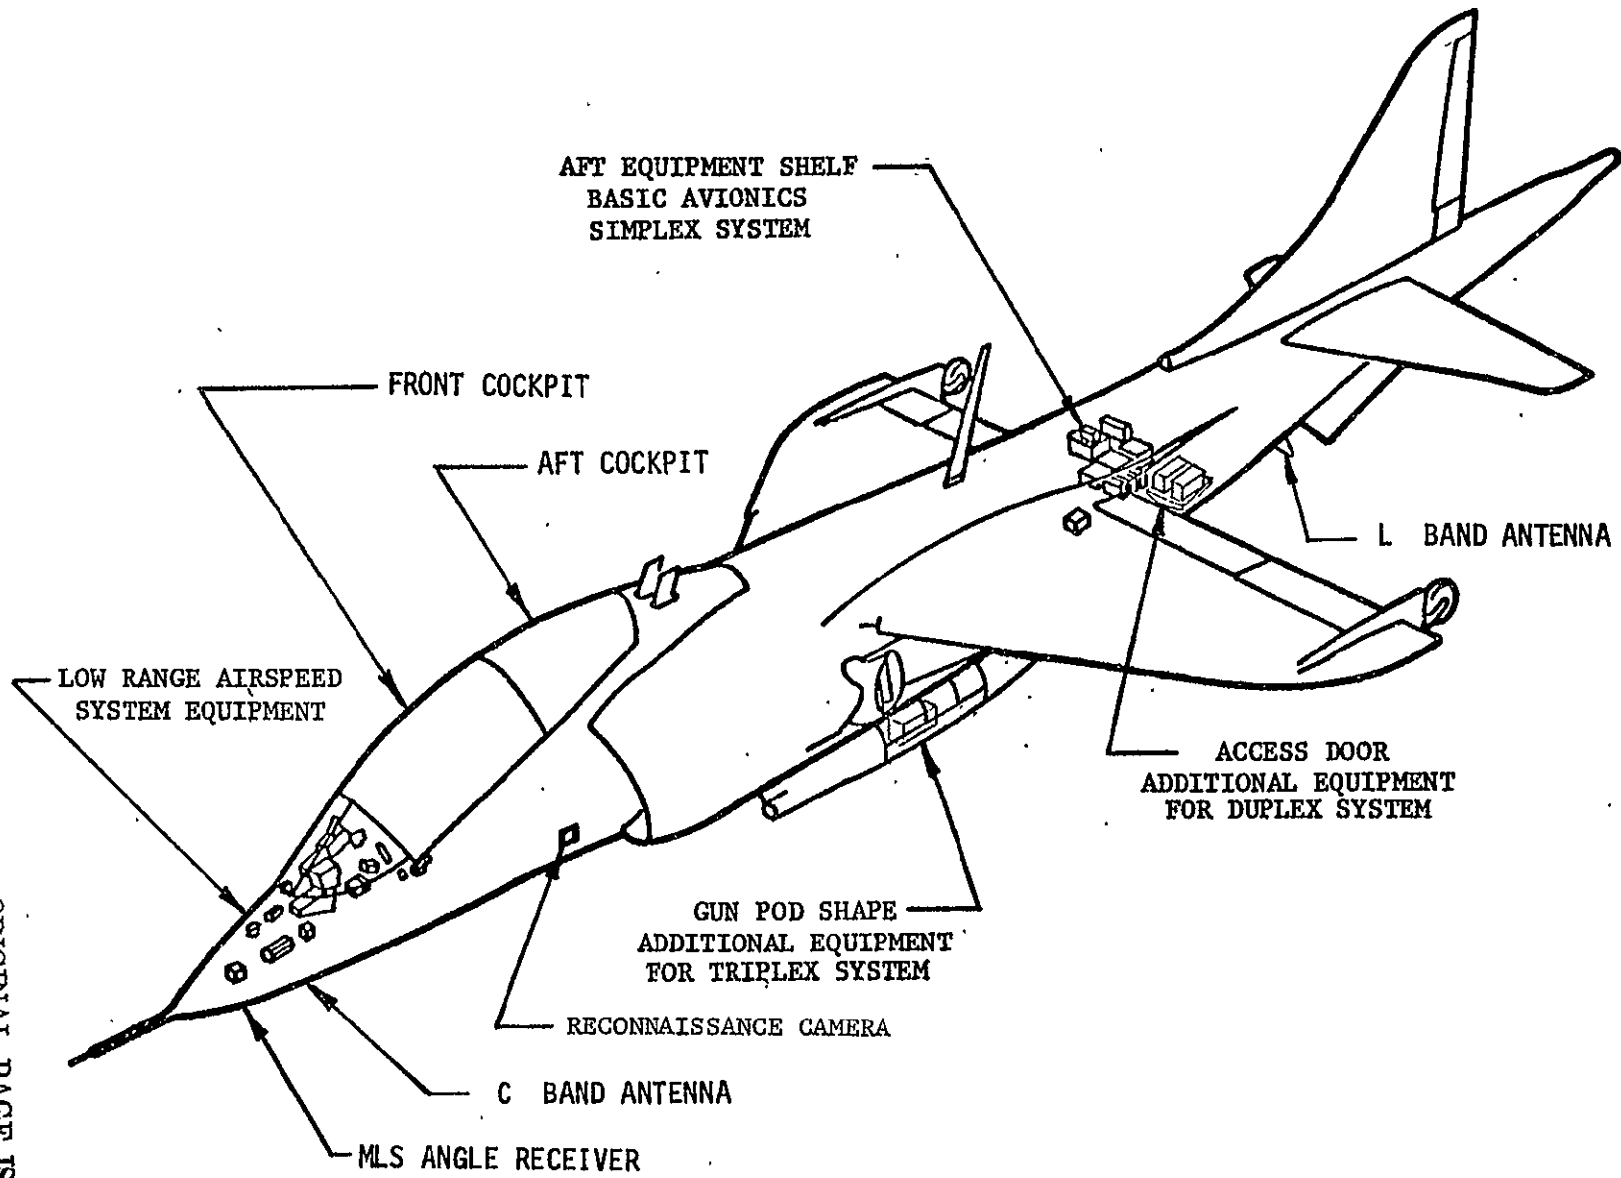 AFT EQUIPMENT SHELF
BASIC AVIONICS
SIMPLEX SYSTEM
FRONT COCKPIT
AFT COCKPIT
L BAND ANTENNA
LOW RANGE AIRSPEED
SYSTEM EQUIPMENT
ACCESS DOOR
ADDITIONAL EQUIPMENT
FOR DUPLEX SYSTEM
GUN POD SHAPE
ADDITIONAL EQUIPMENT
FOR TRIPLEX SYSTEM
RECONNAISSANCE CAMERA
C BAND ANTENNA
MLS ANGLE RECEIVER
PAGE IS